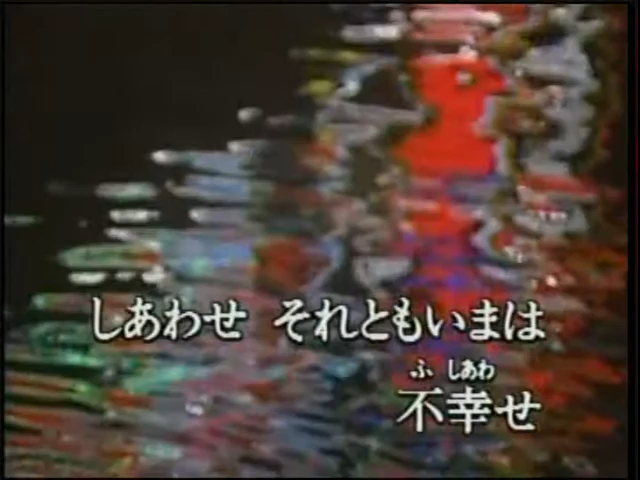 しあわせ それともいまは
ふ しあわ
不幸せ